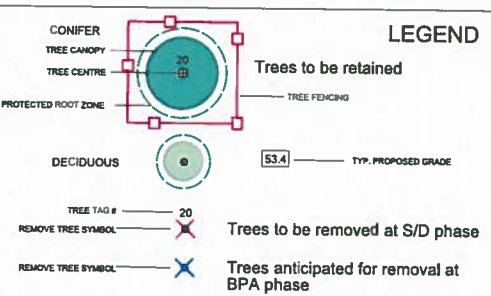 CONIFER
LEGEND
TREE CANOPY
20
TREE CENTRE
Trees to be retained
TREE FENCING
PROTECTED ROOT ZONE
DECIDUOUS
53.4
TYP. PROPOSED GRADE
TREE TAG # 20
REMOVE TREE SYMBOL
Trees to be removed at S/D phase
REMOVE TREE SYMBOL
Trees anticipated for removal at
BPA phase